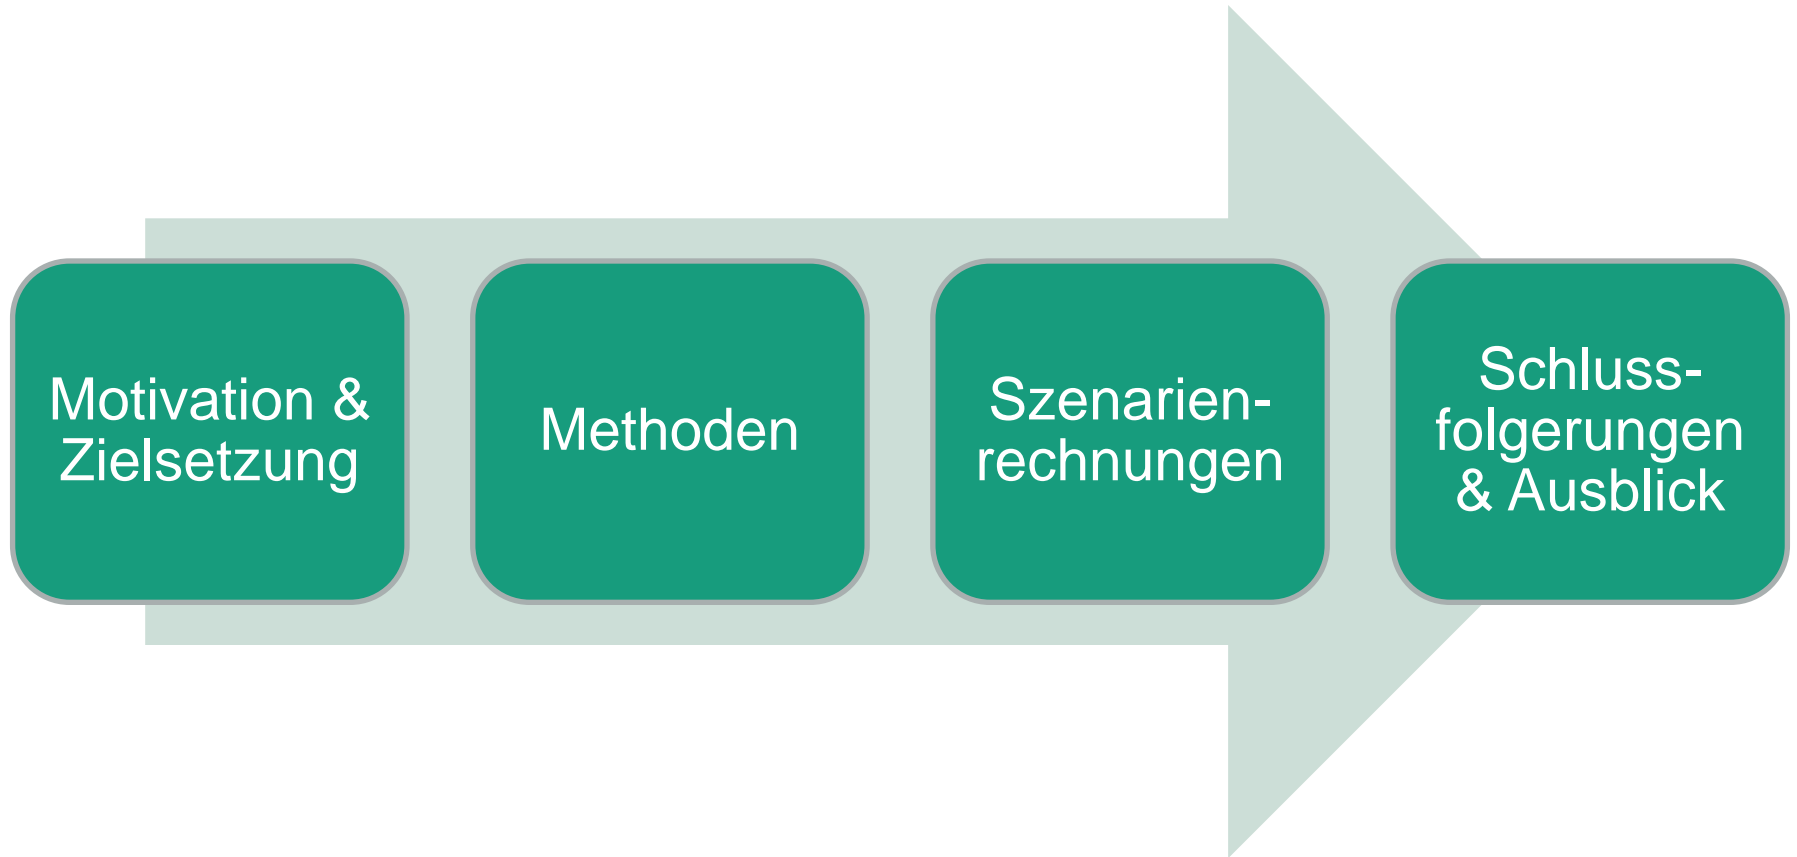 Motivation &
Zielsetzung
Methoden
Szenarien-
rechnungen
Schluss-
folgerungen
& Ausblick